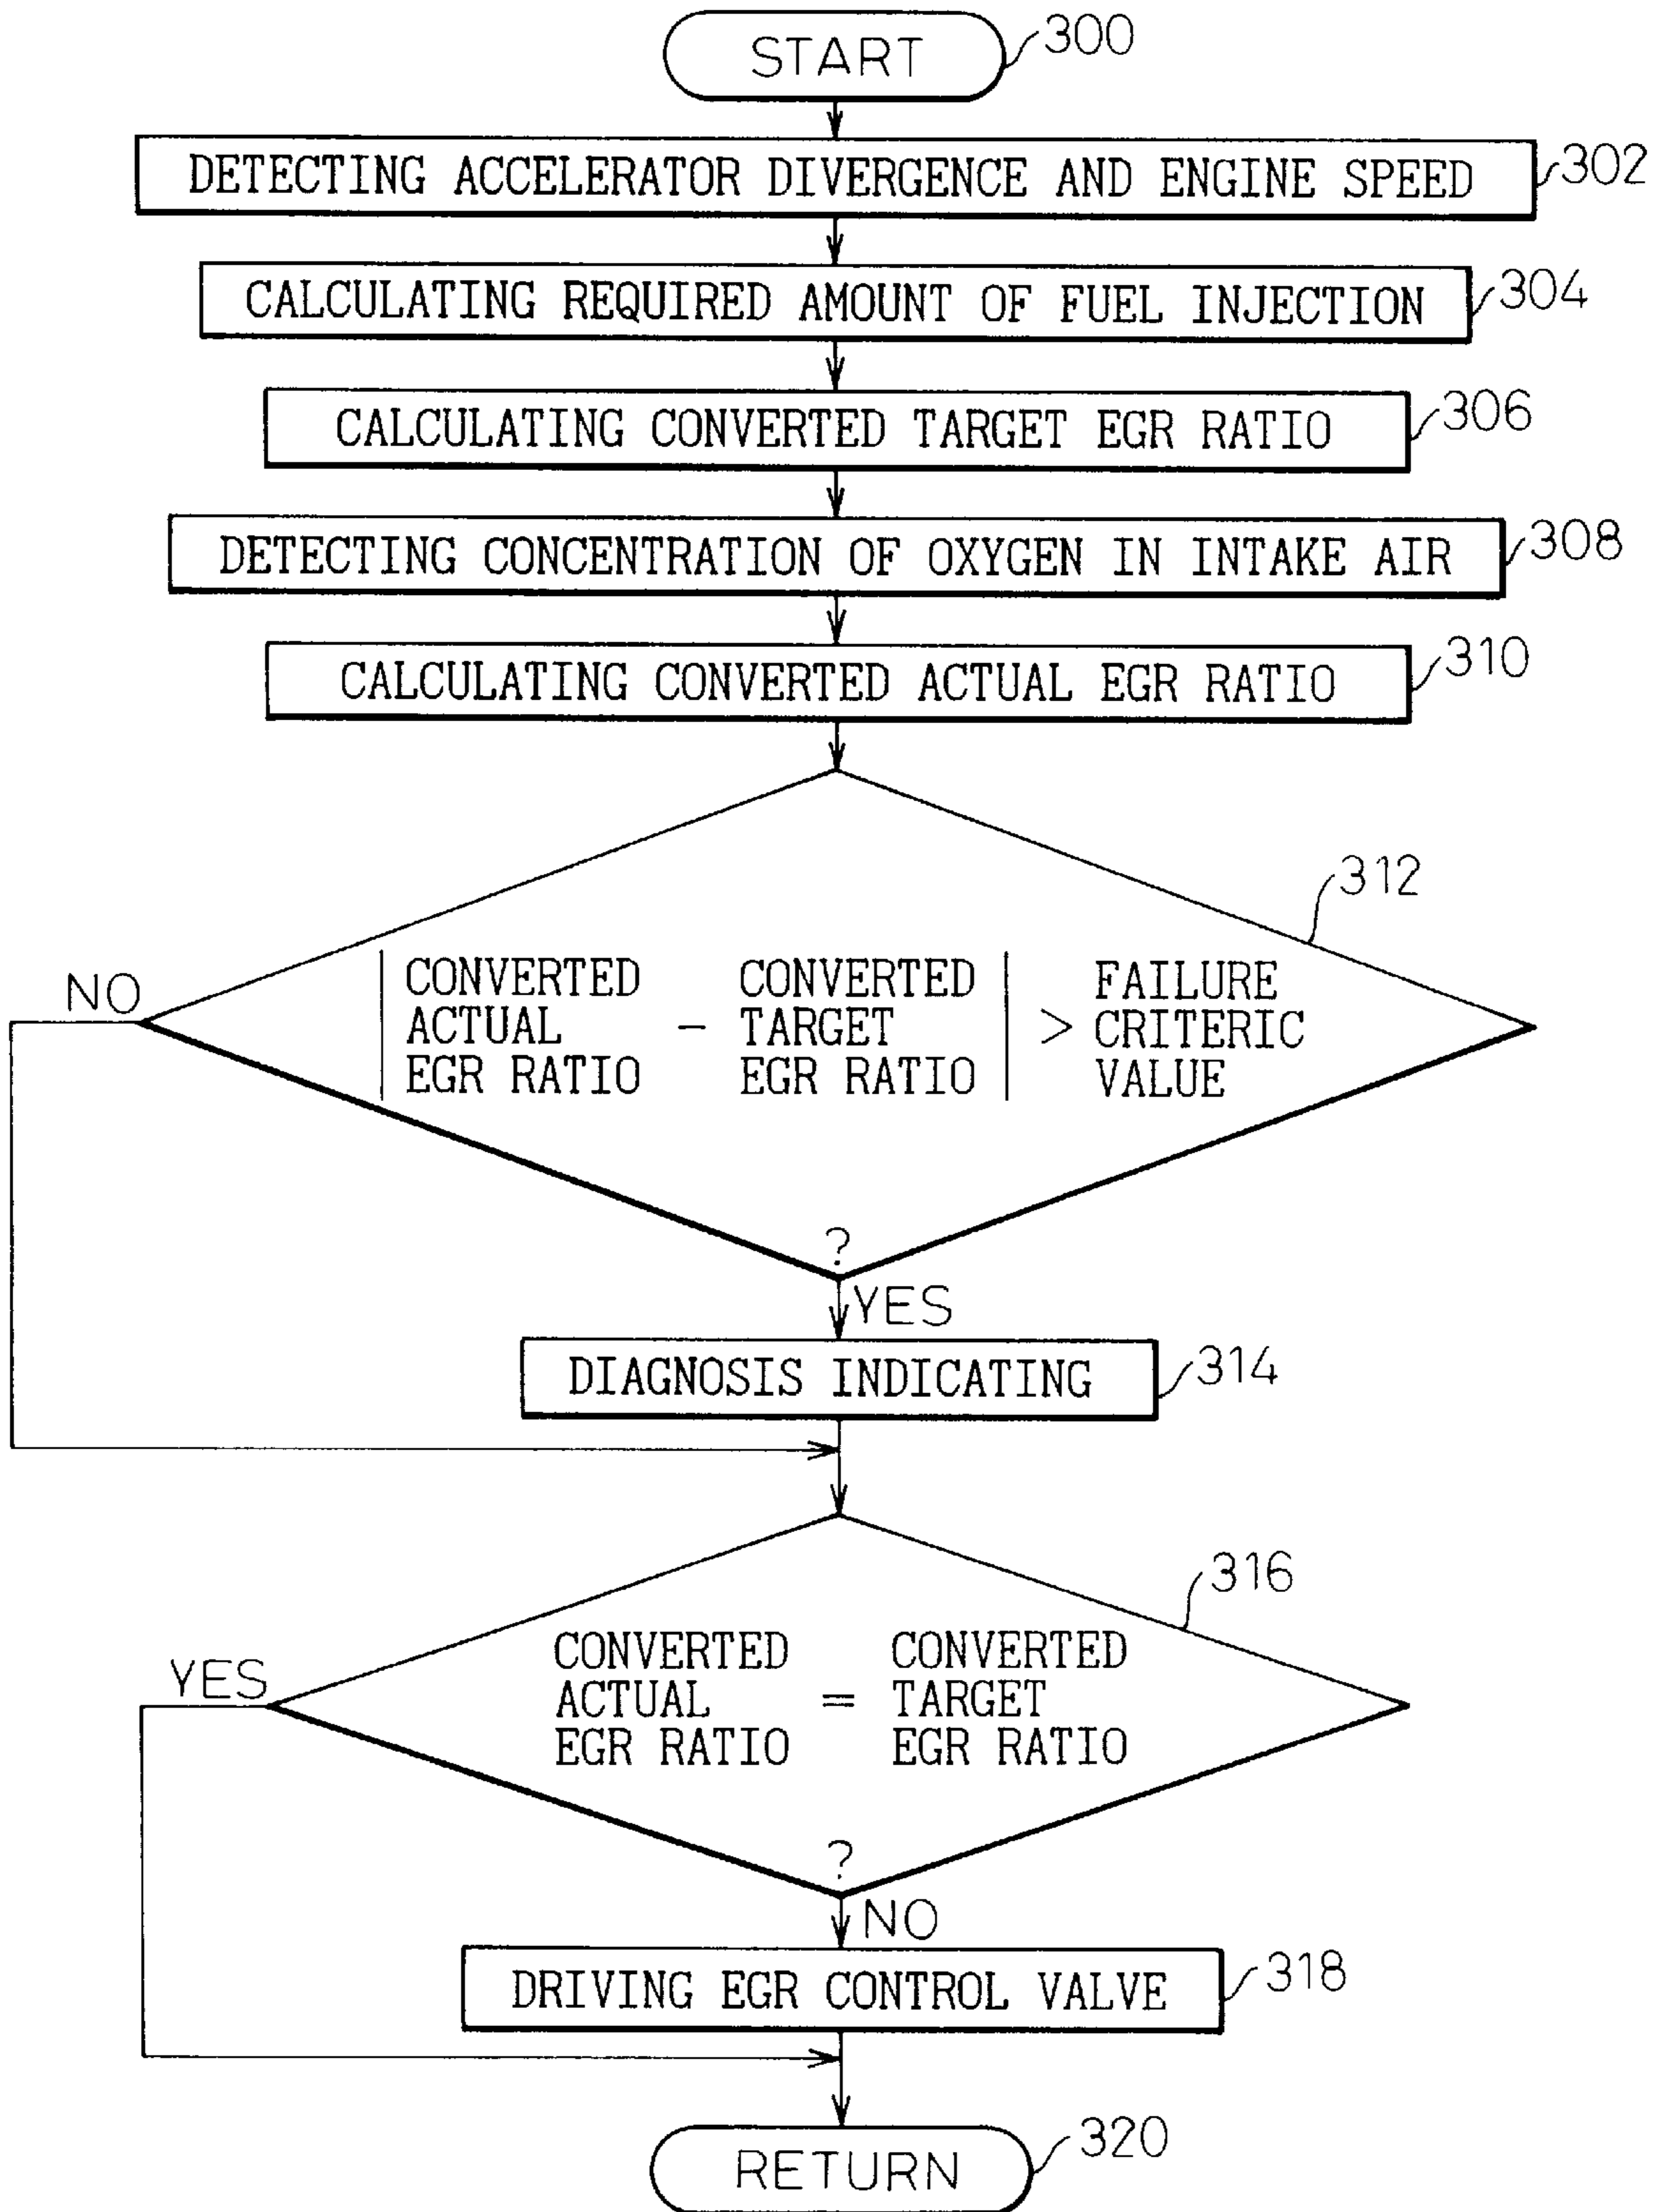 START
300
DETECTING ACCELERATOR DIVERGENCE AND ENGINE SPEED
302
CALCULATING REQUIRED AMOUNT OF FUEL INJECTION
304
CALCULATING CONVERTED TARGET EGR RATIO
306
DETECTING CONCENTRATION OF OXYGEN IN INTAKE AIR
308
CALCULATING CONVERTED ACTUAL EGR RATIO
310
312
NO
| CONVERTED ACTUAL EGR RATIO - CONVERTED TARGET EGR RATIO | > FAILURE CRITERIC VALUE
?
YES
DIAGNOSIS INDICATING
314
316
YES
CONVERTED ACTUAL EGR RATIO = CONVERTED TARGET EGR RATIO
?
NO
DRIVING EGR CONTROL VALVE
318
RETURN
320